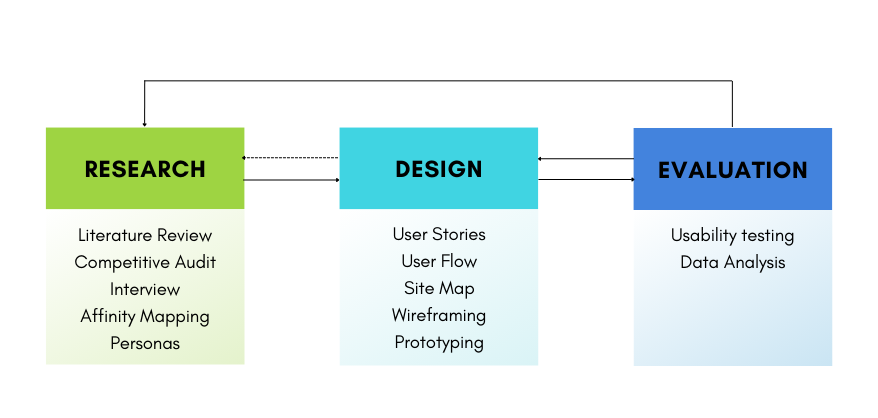 RESEARCH
Literature Review
Competitive Audit
Interview
Affinity Mapping
Personas
DESIGN
User Stories
User Flow
Site Map
Wireframing
Prototyping
EVALUATION
Usability testing
Data Analysis